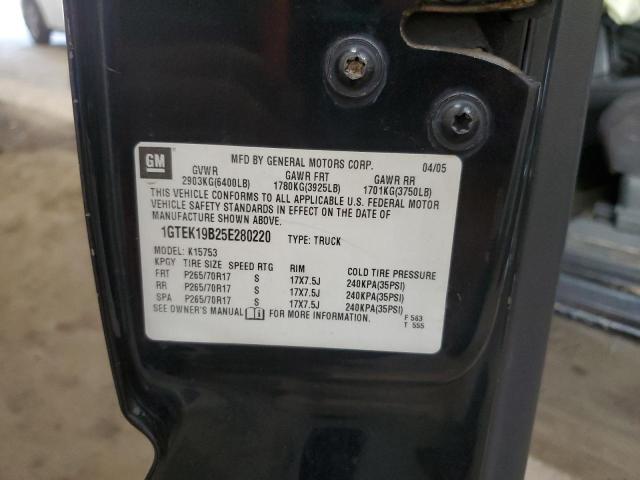 GM
MFD BY GENERAL MOTORS CORP. 04/05
GVWR GAWR FRT GAWR RR
2903KG(6400LB) 1780KG(3925LB) 1701KG(3750LB)
THIS VEHICLE CONFORMS TO ALL APPLICABLE U.S. FEDERAL MOTOR
VEHICLE SAFETY STANDARDS IN EFFECT ON THE DATE OF
MANUFACTURE SHOWN ABOVE.
1GTEK19B25E280220 TYPE: TRUCK
MODEL: K15753
KPGY TIRE SIZE SPEED RTG RIM COLD TIRE PRESSURE
FRT P265/70R17 S 17X7.5J 240KPA(35PSI)
RR P265/70R17 S 17X7.5J 240KPA(35PSI)
SPA P265/70R17 S 17X7.5J 240KPA(35PSI)
SEE OWNER'S MANUAL FOR MORE INFORMATION.
F 563
T 555